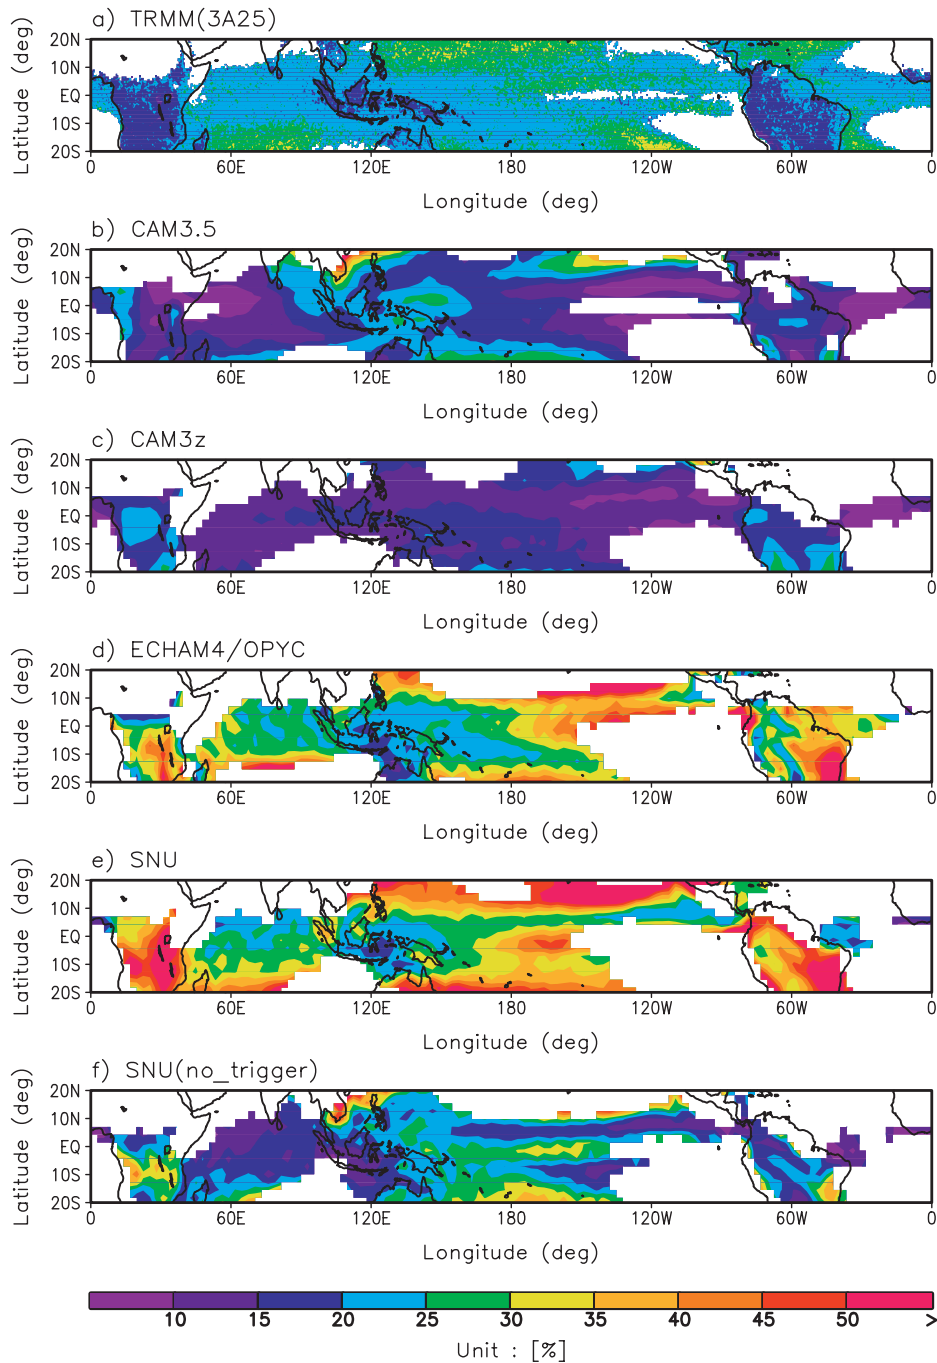 a) TRMM(3A25)
Latitude (deg)
20N
10N
EQ
10S
20S
0 60E 120E 180 120W 60W 0
Longitude (deg)
b) CAM3.5
Latitude (deg)
20N
10N
EQ
10S
20S
0 60E 120E 180 120W 60W 0
Longitude (deg)
c) CAM3z
Latitude (deg)
20N
10N
EQ
10S
20S
0 60E 120E 180 120W 60W 0
Longitude (deg)
d) ECHAM4/OPYC
Latitude (deg)
20N
10N
EQ
10S
20S
0 60E 120E 180 120W 60W 0
Longitude (deg)
e) SNU
Latitude (deg)
20N
10N
EQ
10S
20S
0 60E 120E 180 120W 60W 0
Longitude (deg)
f) SNU(no_trigger)
Latitude (deg)
20N
10N
EQ
10S
20S
0 60E 120E 180 120W 60W 0
Longitude (deg)
10 15 20 25 30 35 40 45 50 >
Unit : [%]